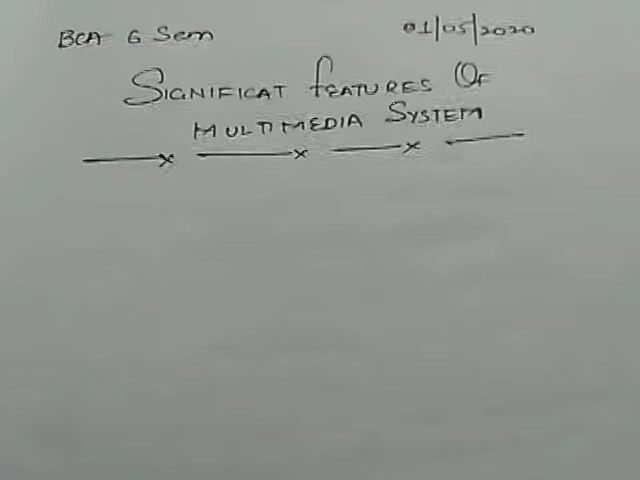 BCA 6 Sem 01/05/2020
SIGNIFICAT FEATURES OF
MULTIMEDIA SYSTEM